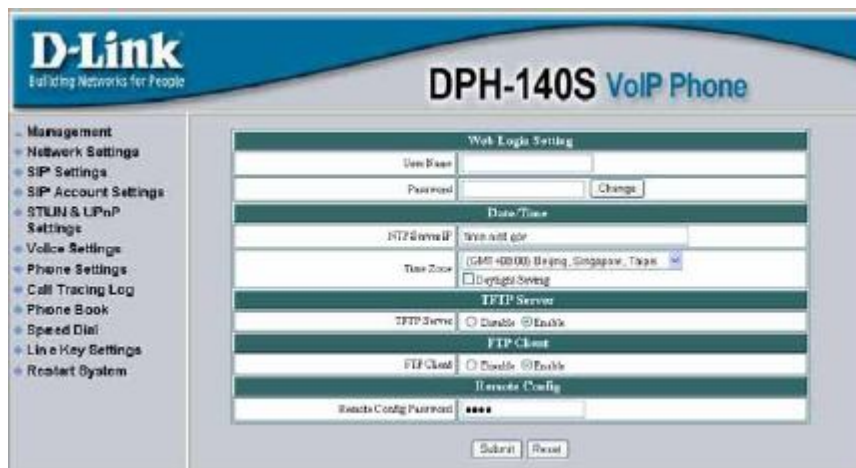 D-Link
Building Networks for People
DPH-140S VoIP Phone
Management
Network Settings
SIP Settings
SIP Account Settings
STUN & UPnP
Settings
Voice Settings
Phone Settings
Call Tracing Log
Phone Book
Speed Dial
Line Key Settings
Restart System
Web Login Setting
User Name
Password Change
Date/Time
NTP Server IP time.nist.gov
Time Zone (GMT+08:00) Beijing, Singapore, Taipei
Daylight Saving
TFTP Server
TFTP Server Disable Enable
FTP Client
FTP Client Disable Enable
Remote Config
Remote Config Password ••••
Submit Reset